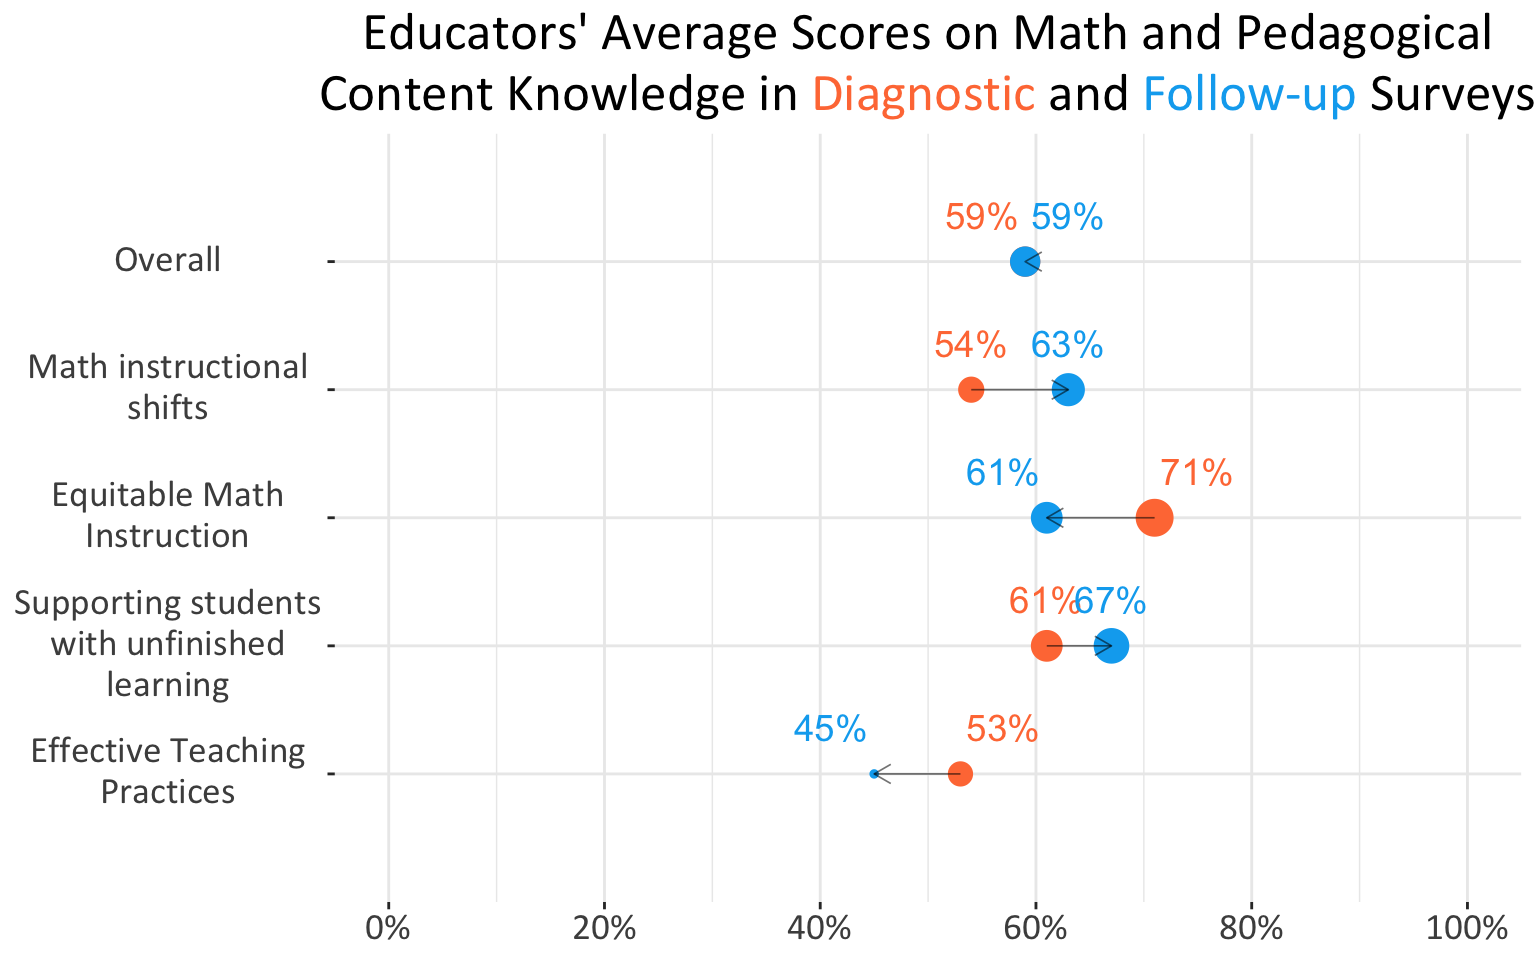 Educators' Average Scores on Math and Pedagogical
Content Knowledge in Diagnostic and Follow-up Surveys
59% 59%
Overall
54% 63%
Math instructional
shifts
61% 71%
Equitable Math
Instruction
61% 67%
Supporting students
with unfinished
learning
45% 53%
Effective Teaching
Practices
0% 20% 40% 60% 80% 100%